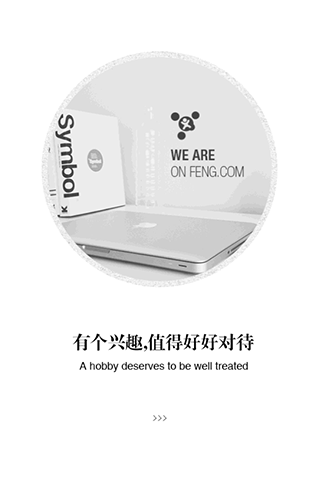 Symbol
WE ARE
ON FENG.COM
有个兴趣,值得好好对待
A hobby deserves to be well treated
>>>